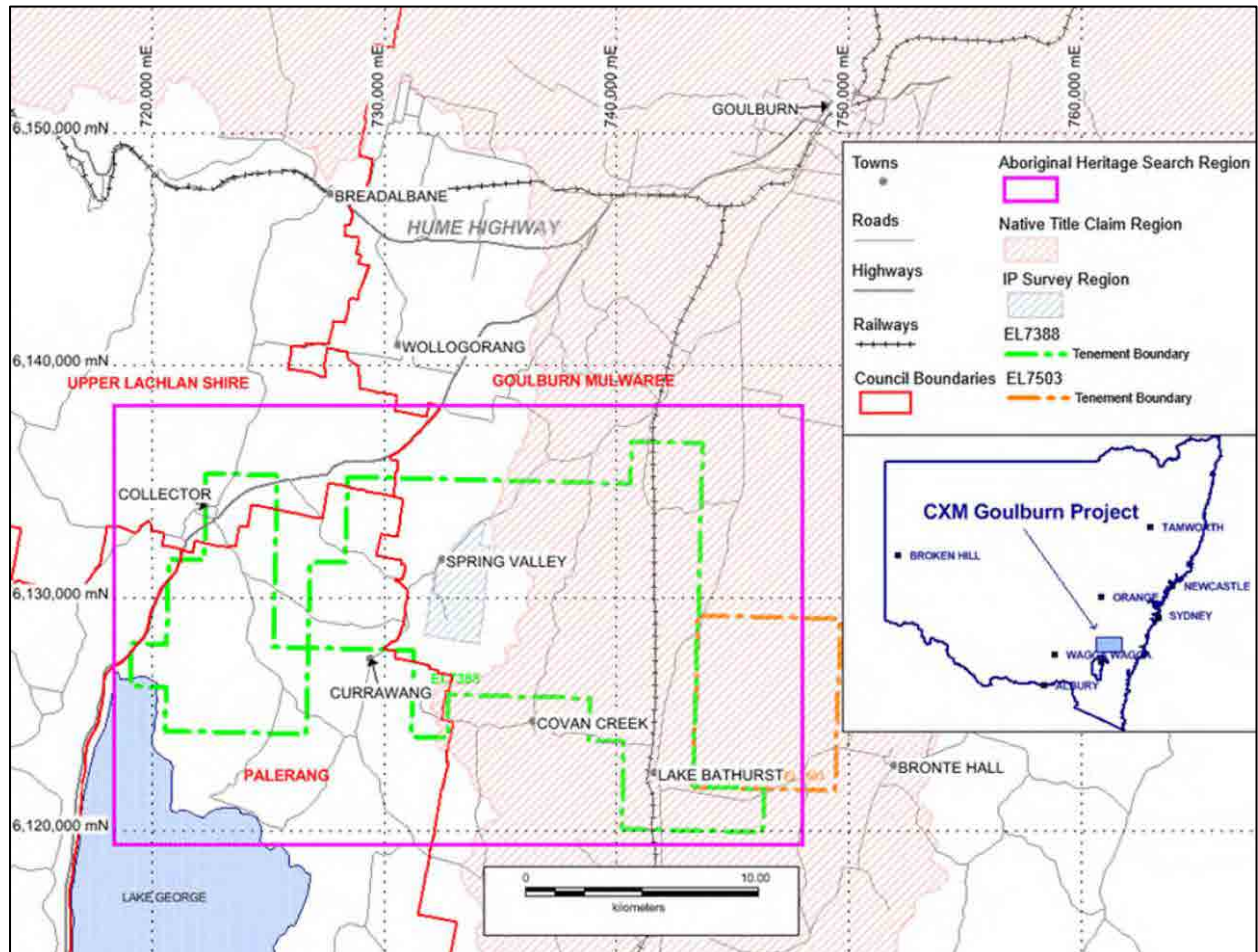 720,000 mE
730,000 mE
740,000 mE
750,000 mE
760,000 mE
GOULBURN
6,150,000 mN
BREADALBANE
HUME HIGHWAY
WOLLOGORANG
6,140,000 mN
UPPER LACHLAN SHIRE
GOULBURN MULWAREE
COLLECTOR
SPRING VALLEY
6,130,000 mN
CURRAWANG
EL7388
COVAN CREEK
PALERANG
LAKE BATHURST
BRONTE HALL
6,120,000 mN
LAKE GEORGE
0 10.00
kilometers
Towns
Roads
Highways
Railways
Council Boundaries
Aboriginal Heritage Search Region
Native Title Claim Region
IP Survey Region
EL7388
Tenement Boundary
EL7503
Tenement Boundary
CXM Goulburn Project
TAMWORTH
BROKEN HILL
NEWCASTLE
ORANGE
SYDNEY
WAGGA WAGGA
ALBURY